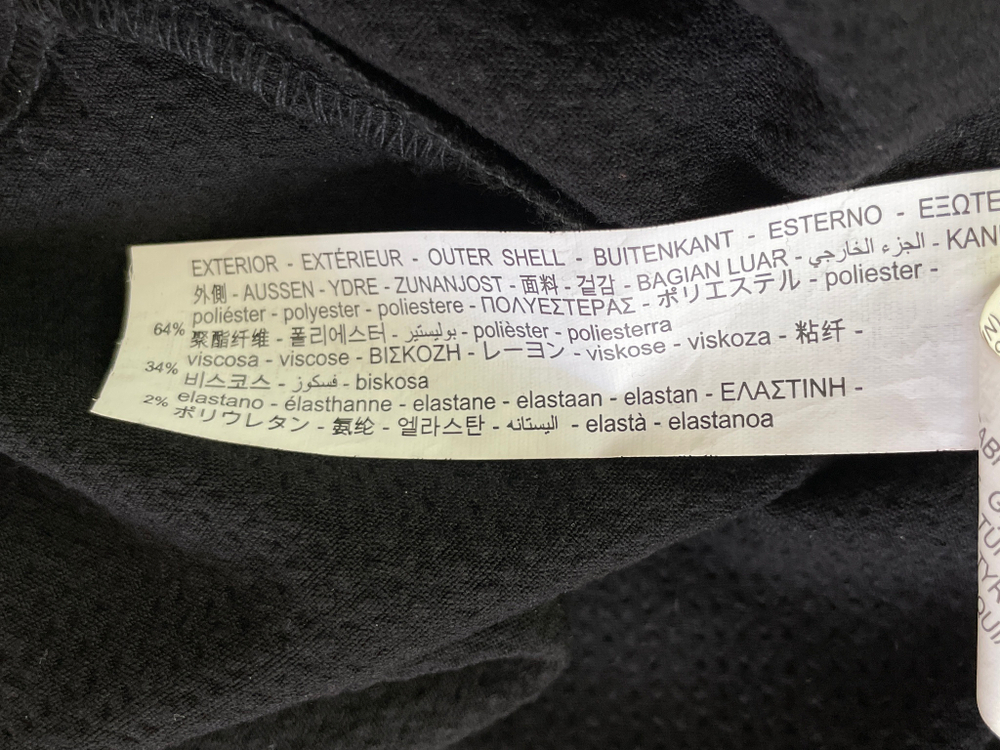 EXTERIOR - EXTÉRIEUR - OUTER SHELL - BUITENKANT - ESTERNO - ΕΞΩΤΕ
外側 - AUSSEN - YDRE - ZUNANJOST - 面料 - 겉감 - BAGIAN LUAR - الجزء الخارجي - KAN
poliéster - polyester - poliestere - ΠΟΛΥΕΣΤΕΡΑΣ - ポリエステル - poliester -
64% 聚酯纤维 - 폴리에스터 - بوليستير - polièster - poliesterra
viscosa - viscose - ΒΙΣΚΟΖΗ - レーヨン - viskose - viskoza - 粘纤 -
34% 비스코스 - فسكوز - biskosa
elastano - élasthanne - elastane - elastaan - elastan - ΕΛΑΣΤΙΝΗ -
2% ポリウレタン - 氨纶 - 엘라스탄 - اليستانه - elastà - elastanoa